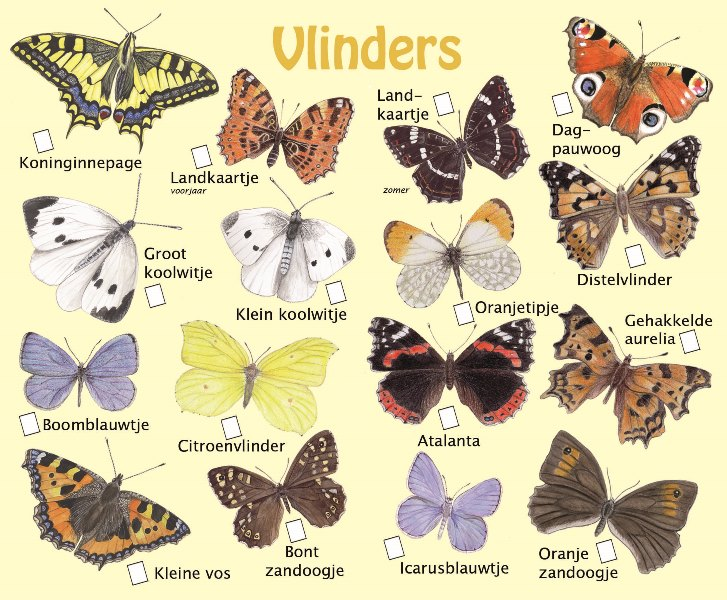 Vlinders
Koninginnepage
Landkaartje
voorjaar
Land-
kaartje
zomer
Dag-
pauwoog
Groot
koolwitje
Klein koolwitje
Oranjetipje
Distelvlinder
Boomblauwtje
Citroenvlinder
Atalanta
Gehakkelde
aurelia
Kleine vos
Bont
zandoogje
Icarusblauwtje
Oranje
zandoogje